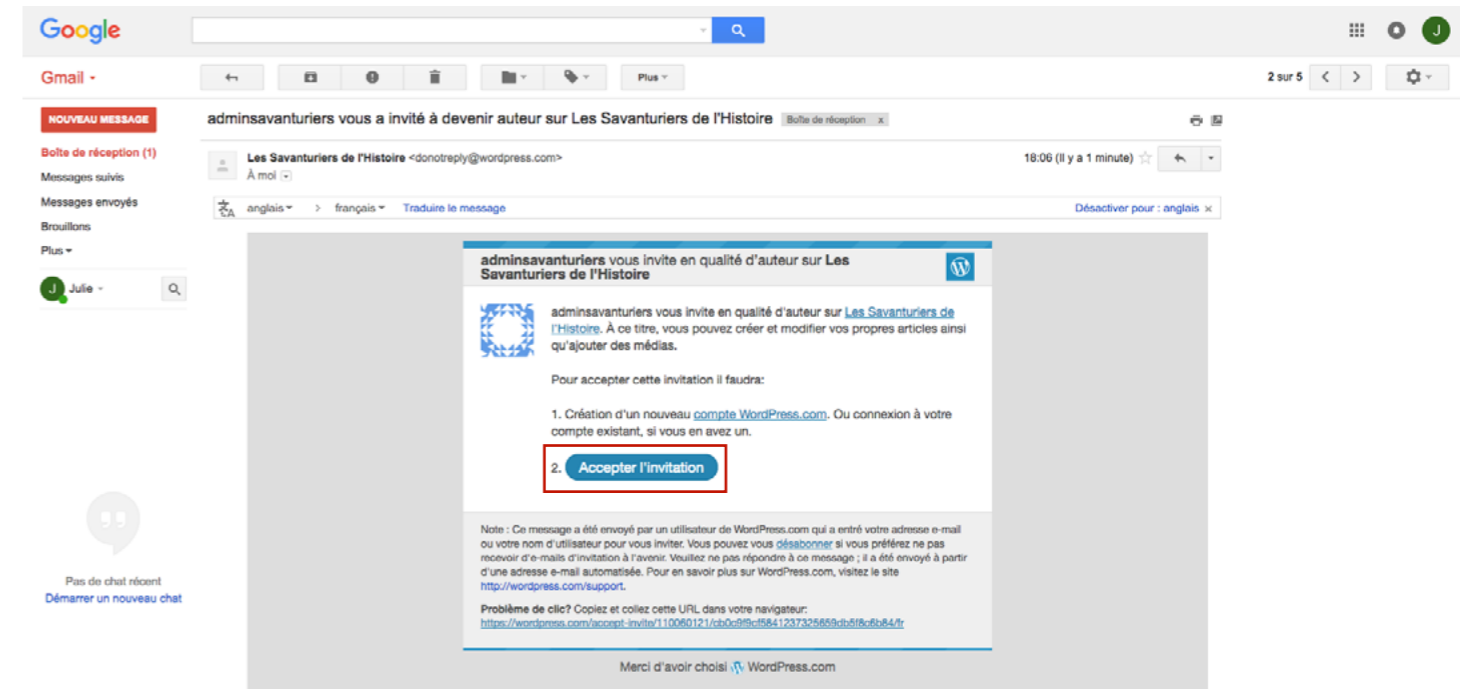 Google
J
Gmail
Plus
2 sur 5
NOUVEAU MESSAGE
adminsavanturiers vous a invité à devenir auteur sur Les Savanturiers de l'Histoire Boîte de réception x
Boîte de réception (1)
Messages suivis
Messages envoyés
Brouillons
Plus
J Julie
Les Savanturiers de l'Histoire <donotreply@wordpress.com>
À moi
18:06 (Il y a 1 minute)
anglais > français Traduire le message
Désactiver pour : anglais x
adminsavanturiers vous invite en qualité d'auteur sur Les
Savanturiers de l'Histoire
adminsavanturiers vous invite en qualité d'auteur sur Les Savanturiers de
l'Histoire. À ce titre, vous pouvez créer et modifier vos propres articles ainsi
qu'ajouter des médias.
Pour accepter cette invitation il faudra:
1. Création d'un nouveau compte WordPress.com. Ou connexion à votre
compte existant, si vous en avez un.
2. Accepter l'invitation
Note : Ce message a été envoyé par un utilisateur de WordPress.com qui a entré votre adresse e-mail
ou votre nom d'utilisateur pour vous inviter. Vous pouvez vous désabonner si vous préférez ne pas
recevoir d'e-mails d'invitation à l'avenir. Veuillez ne pas répondre à ce message ; il a été envoyé à partir
d'une adresse e-mail automatisée. Pour en savoir plus sur WordPress.com, visitez le site
http://wordpress.com/support.
Problème de clic? Copiez et collez cette URL dans votre navigateur:
Merci d'avoir choisi WordPress.com
Pas de chat récent
Démarrer un nouveau chat